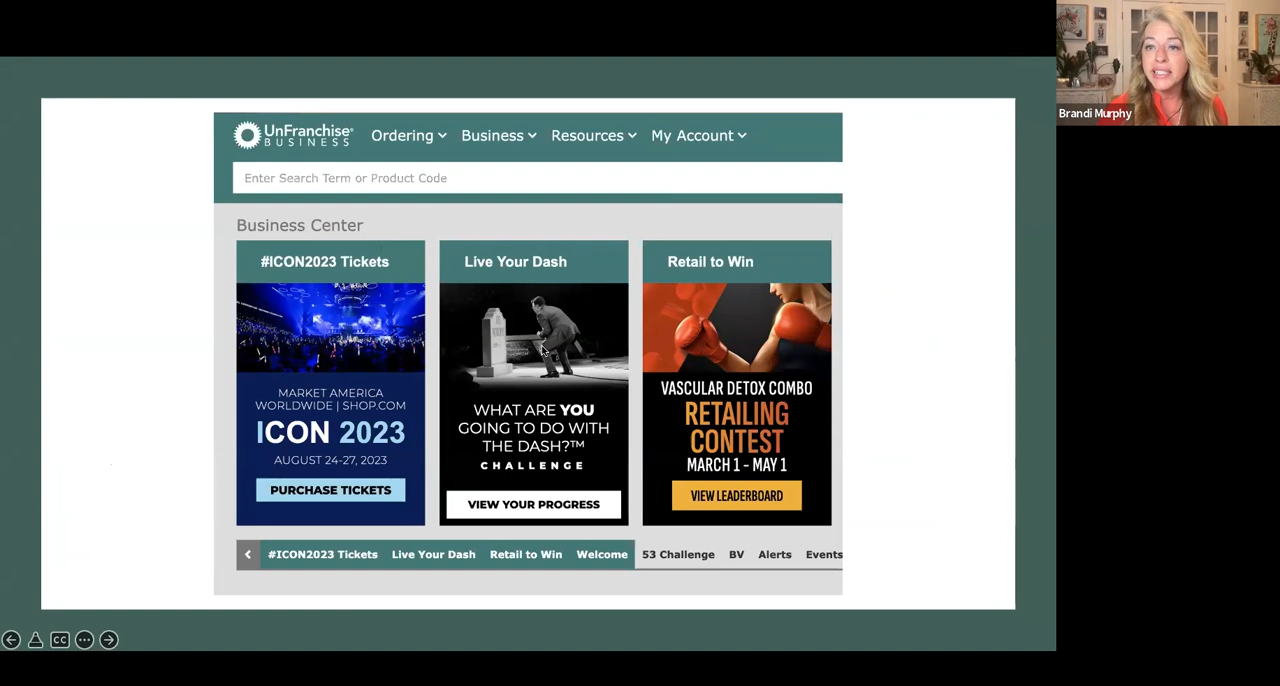 UnFranchise®
BUSINESS
Ordering
Business
Resources
My Account
Enter Search Term or Product Code
Business Center
#ICON2023 Tickets
MARKET AMERICA
WORLDWIDE | SHOP.COM
ICON 2023
AUGUST 24-27, 2023
PURCHASE TICKETS
Live Your Dash
WHAT ARE YOU
GOING TO DO WITH
THE DASH?™
CHALLENGE
VIEW YOUR PROGRESS
Retail to Win
VASCULAR DETOX COMBO
RETAILING
CONTEST
MARCH 1 - MAY 1
VIEW LEADERBOARD
#ICON2023 Tickets
Live Your Dash
Retail to Win
Welcome
53 Challenge
BV
Alerts
Events
CC
Brandi Murphy